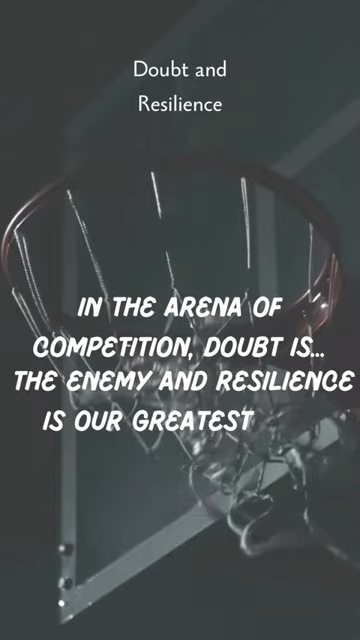 Doubt and
Resilience
IN THE ARENA OF
COMPETITION, DOUBT IS...
THE ENEMY AND RESILIENCE
IS OUR GREATEST